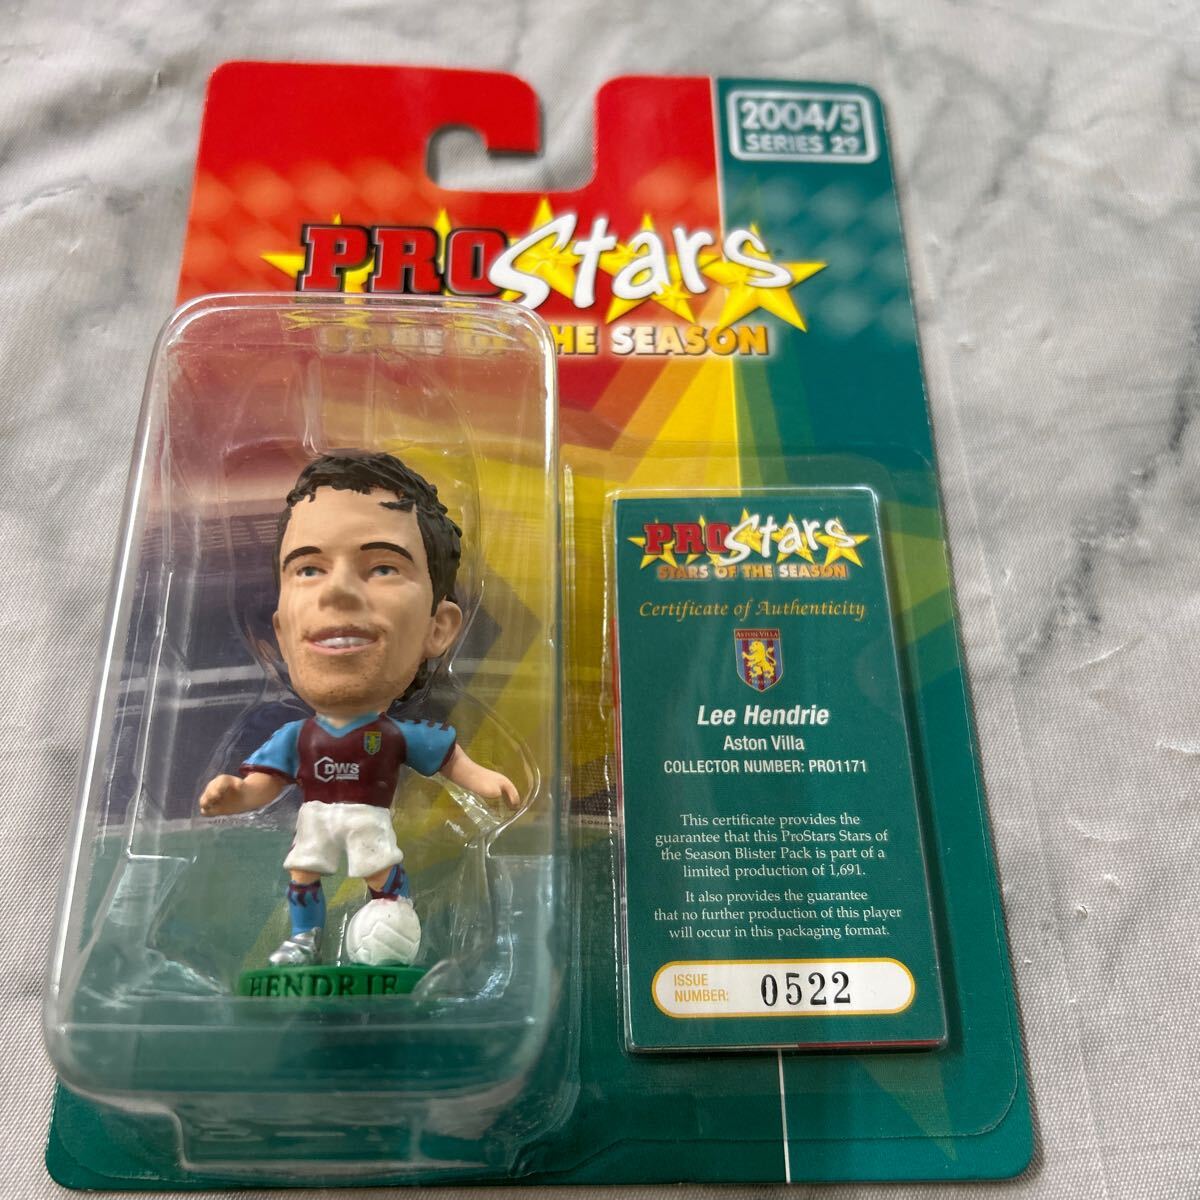 2004/5
SERIES 29
PROStars
OF THE SEASON
DWS
HENDRIE
PROStars
STARS OF THE SEASON
Certificate of Authenticity
ASTON VILLA
Lee Hendrie
Aston Villa
COLLECTOR NUMBER: PRO1171
This certificate provides the
guarantee that this ProStars Stars of
the Season Blister Pack is part of a
limited production of 1,691.
It also provides the guarantee
that no further production of this player
will occur in this packaging format.
ISSUE
NUMBER: 0522